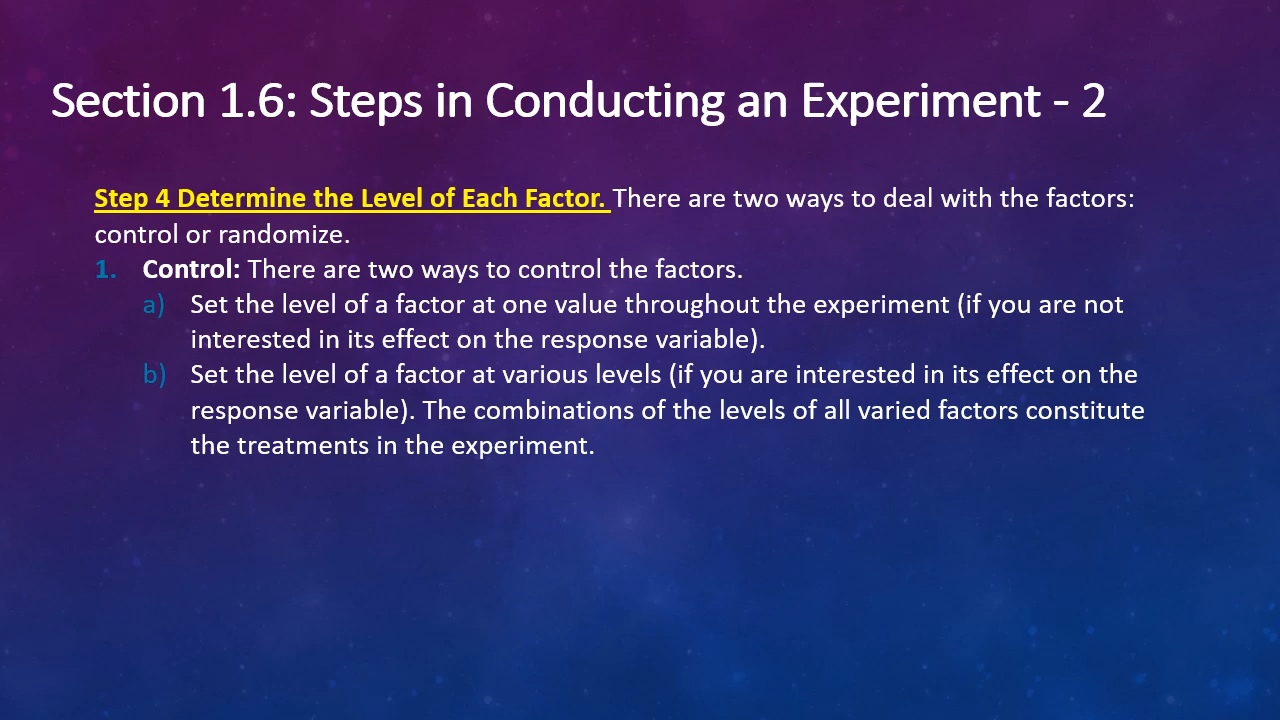 Section 1.6: Steps in Conducting an Experiment - 2
Step 4 Determine the Level of Each Factor. There are two ways to deal with the factors:
control or randomize.
1. Control: There are two ways to control the factors.
a) Set the level of a factor at one value throughout the experiment (if you are not
interested in its effect on the response variable).
b) Set the level of a factor at various levels (if you are interested in its effect on the
response variable). The combinations of the levels of all varied factors constitute
the treatments in the experiment.